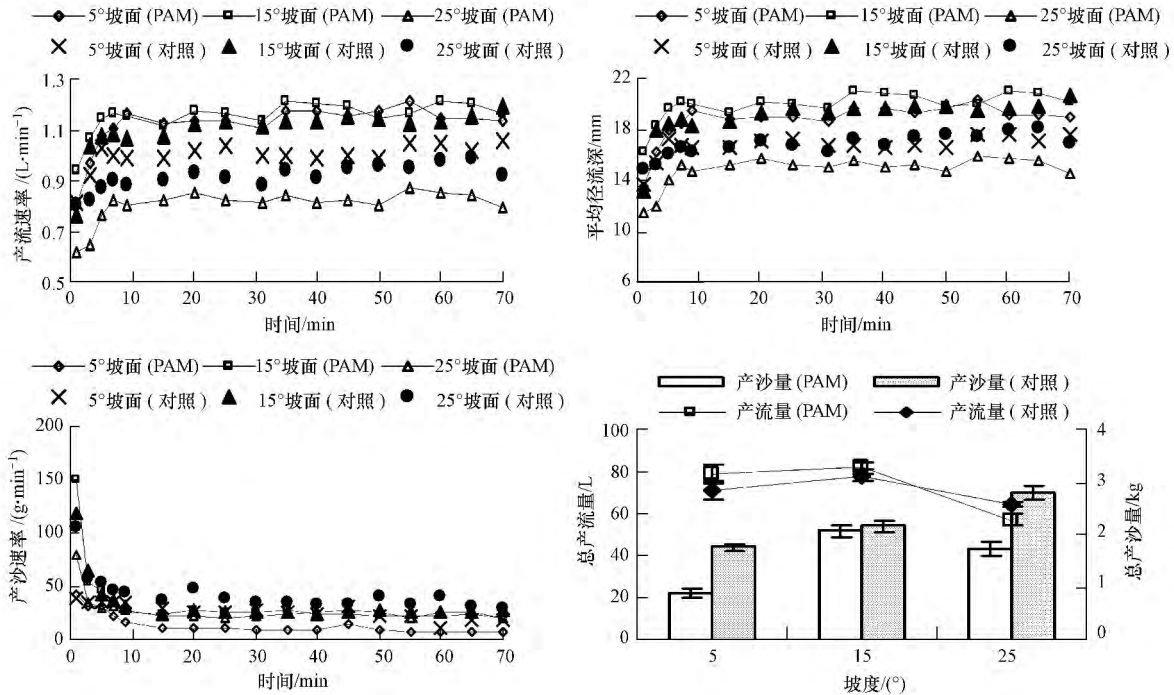 5°坡面 (PAM) 15°坡面 (PAM) 25°坡面 (PAM)
5°坡面 ( 对照 ) 15°坡面 ( 对照 ) 25°坡面 ( 对照 )
产流速率/(L·min⁻¹)
1.3
1.1
0.9
0.7
0.5
0 10 20 30 40 50 60 70
时间/min
5°坡面 (PAM) 15°坡面 (PAM) 25°坡面 (PAM)
5°坡面 ( 对照 ) 15°坡面 ( 对照 ) 25°坡面 ( 对照 )
平均径流深/mm
22
18
14
10
6
0 10 20 30 40 50 60 70
时间/min
5°坡面 (PAM) 15°坡面 (PAM) 25°坡面 (PAM)
5°坡面 ( 对照 ) 15°坡面 ( 对照 ) 25°坡面 ( 对照 )
产沙速率/(g·min⁻¹)
200
150
100
50
0
0 10 20 30 40 50 60 70
时间/min
产沙量 (PAM) 产沙量 ( 对照 )
产流量 (PAM) 产流量 ( 对照 )
总产流量/L
100
80
60
40
20
0
4
3
2
1
0
总产沙量/kg
5 15 25
坡度/(°)